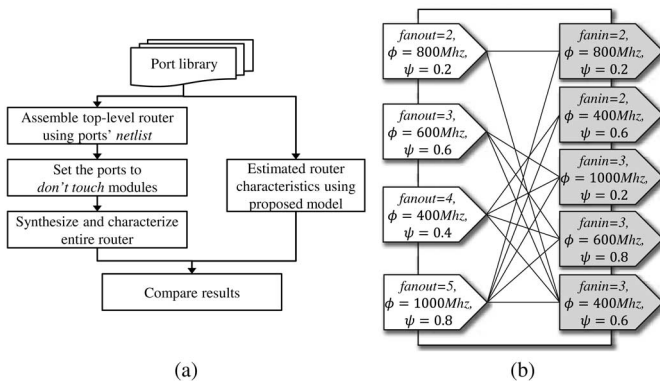 Port library
Assemble top-level router
using ports' netlist
Set the ports to
don't touch modules
Synthesize and characterize
entire router
Estimated router
characteristics using
proposed model
Compare results
(a)
fanout=2,
ϕ = 800Mhz,
ψ = 0.2
fanout=3,
ϕ = 600Mhz,
ψ = 0.6
fanout=4,
ϕ = 400Mhz,
ψ = 0.4
fanout=5,
ϕ = 1000Mhz,
ψ = 0.8
fanin=2,
ϕ = 800Mhz,
ψ = 0.2
fanin=2,
ϕ = 400Mhz,
ψ = 0.6
fanin=3,
ϕ = 1000Mhz,
ψ = 0.2
fanin=3,
ϕ = 600Mhz,
ψ = 0.8
fanin=3,
ϕ = 400Mhz,
ψ = 0.6
(b)